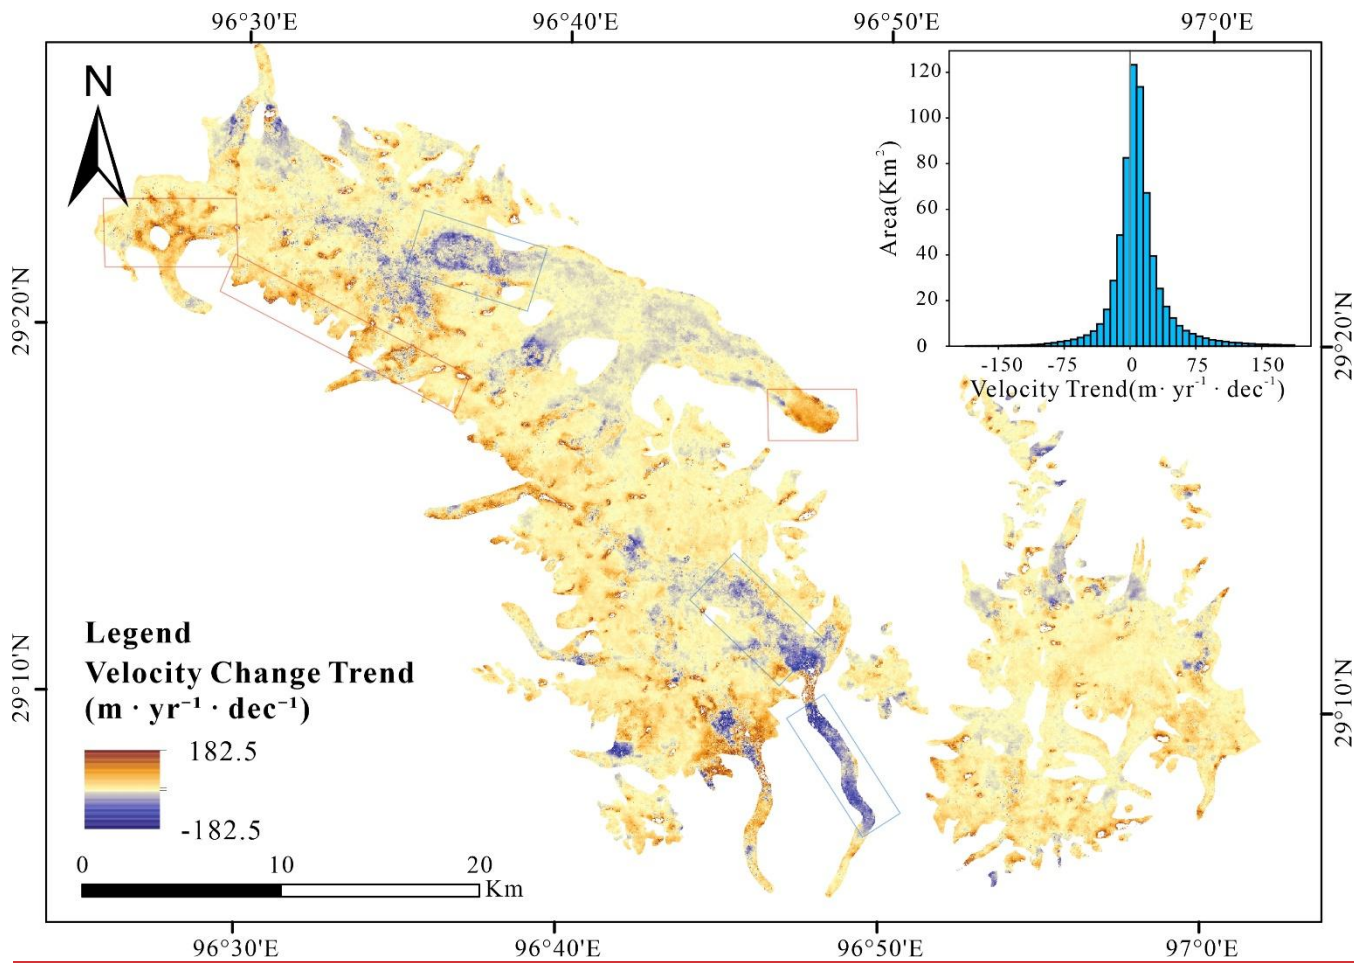 96°30'E 96°40'E 96°50'E 97°0'E
N
120
100
80
60
40
20
0
Area(Km²)
-150 -75 0 75 150
Velocity Trend(m· yr⁻¹ · dec⁻¹)
29°20'N
29°20'N
29°10'N
29°10'N
Legend
Velocity Change Trend
(m · yr⁻¹ · dec⁻¹)
182.5
-182.5
0 10 20
Km
96°30'E 96°40'E 96°50'E 97°0'E